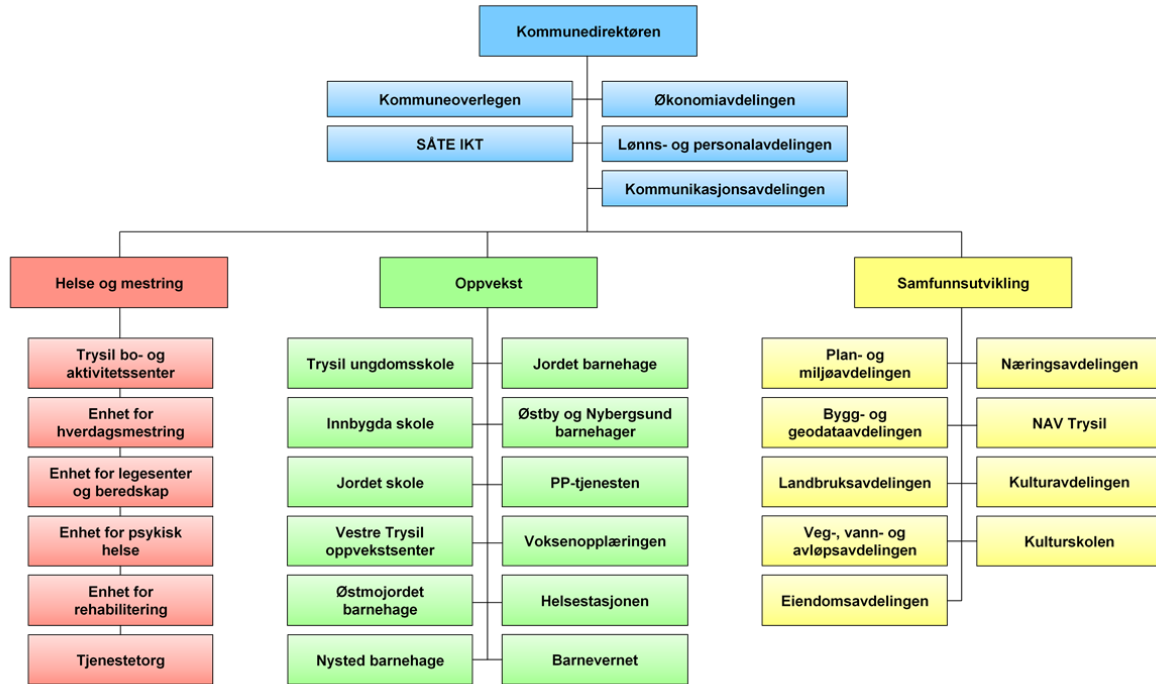 Kommunedirektøren
Kommuneoverlegen
Økonomiavdelingen
SÅTE IKT
Lønns- og personalavdelingen
Kommunikasjonsavdelingen
Helse og mestring
Trysil bo- og
aktivitetssenter
Enhet for
hverdagsmestring
Enhet for legesenter
og beredskap
Enhet for psykisk
helse
Enhet for
rehabilitering
Tjenestetorg
Oppvekst
Trysil ungdomsskole
Innbygda skole
Jordet skole
Vestre Trysil
oppvekstsenter
Østmojordet
barnehage
Nysted barnehage
Jordet barnehage
Østby og Nybergsund
barnehager
PP-tjenesten
Voksenopplæringen
Helsestasjonen
Barnevernet
Samfunnsutvikling
Plan- og
miljøavdelingen
Bygg- og
geodataavdelingen
Landbruksavdelingen
Veg-, vann- og
avløpsavdelingen
Eiendomsavdelingen
Næringsavdelingen
NAV Trysil
Kulturavdelingen
Kulturskolen